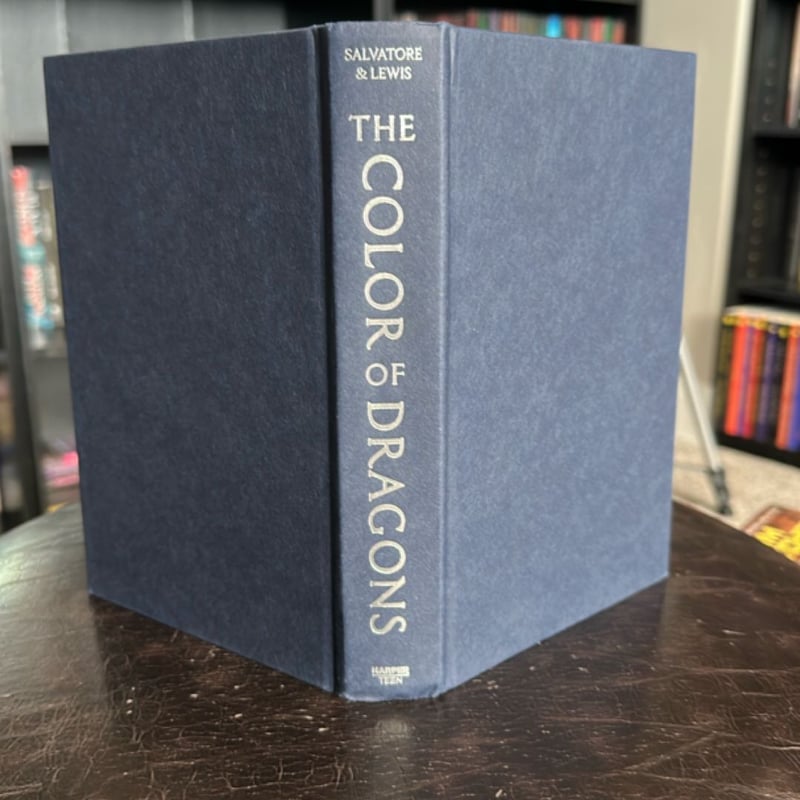 SALVATORE
& LEWIS
THE
COLOR OF DRAGONS
HARPER
TEEN